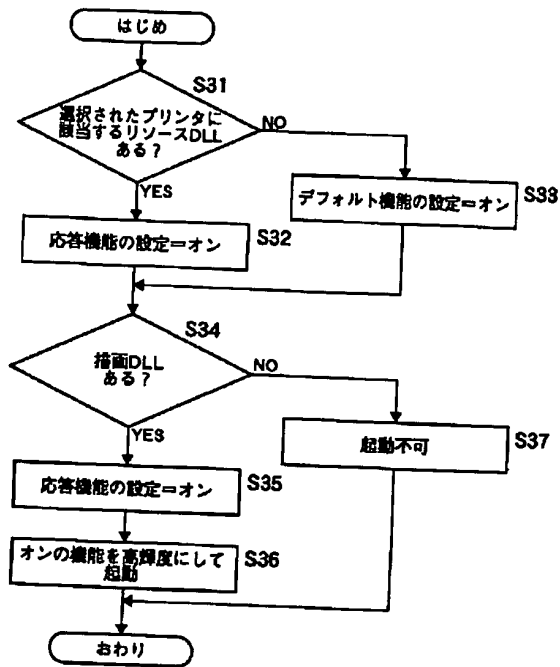 はじめ
S31
選択されたプリンタに
該当するリソースDLL
ある？
NO
YES
デフォルト機能の設定＝オン
S33
応答機能の設定＝オン
S32
S34
描画DLL
ある？
NO
YES
起動不可
S37
応答機能の設定＝オン
S35
オンの機能を高輝度にして
起動
S36
おわり